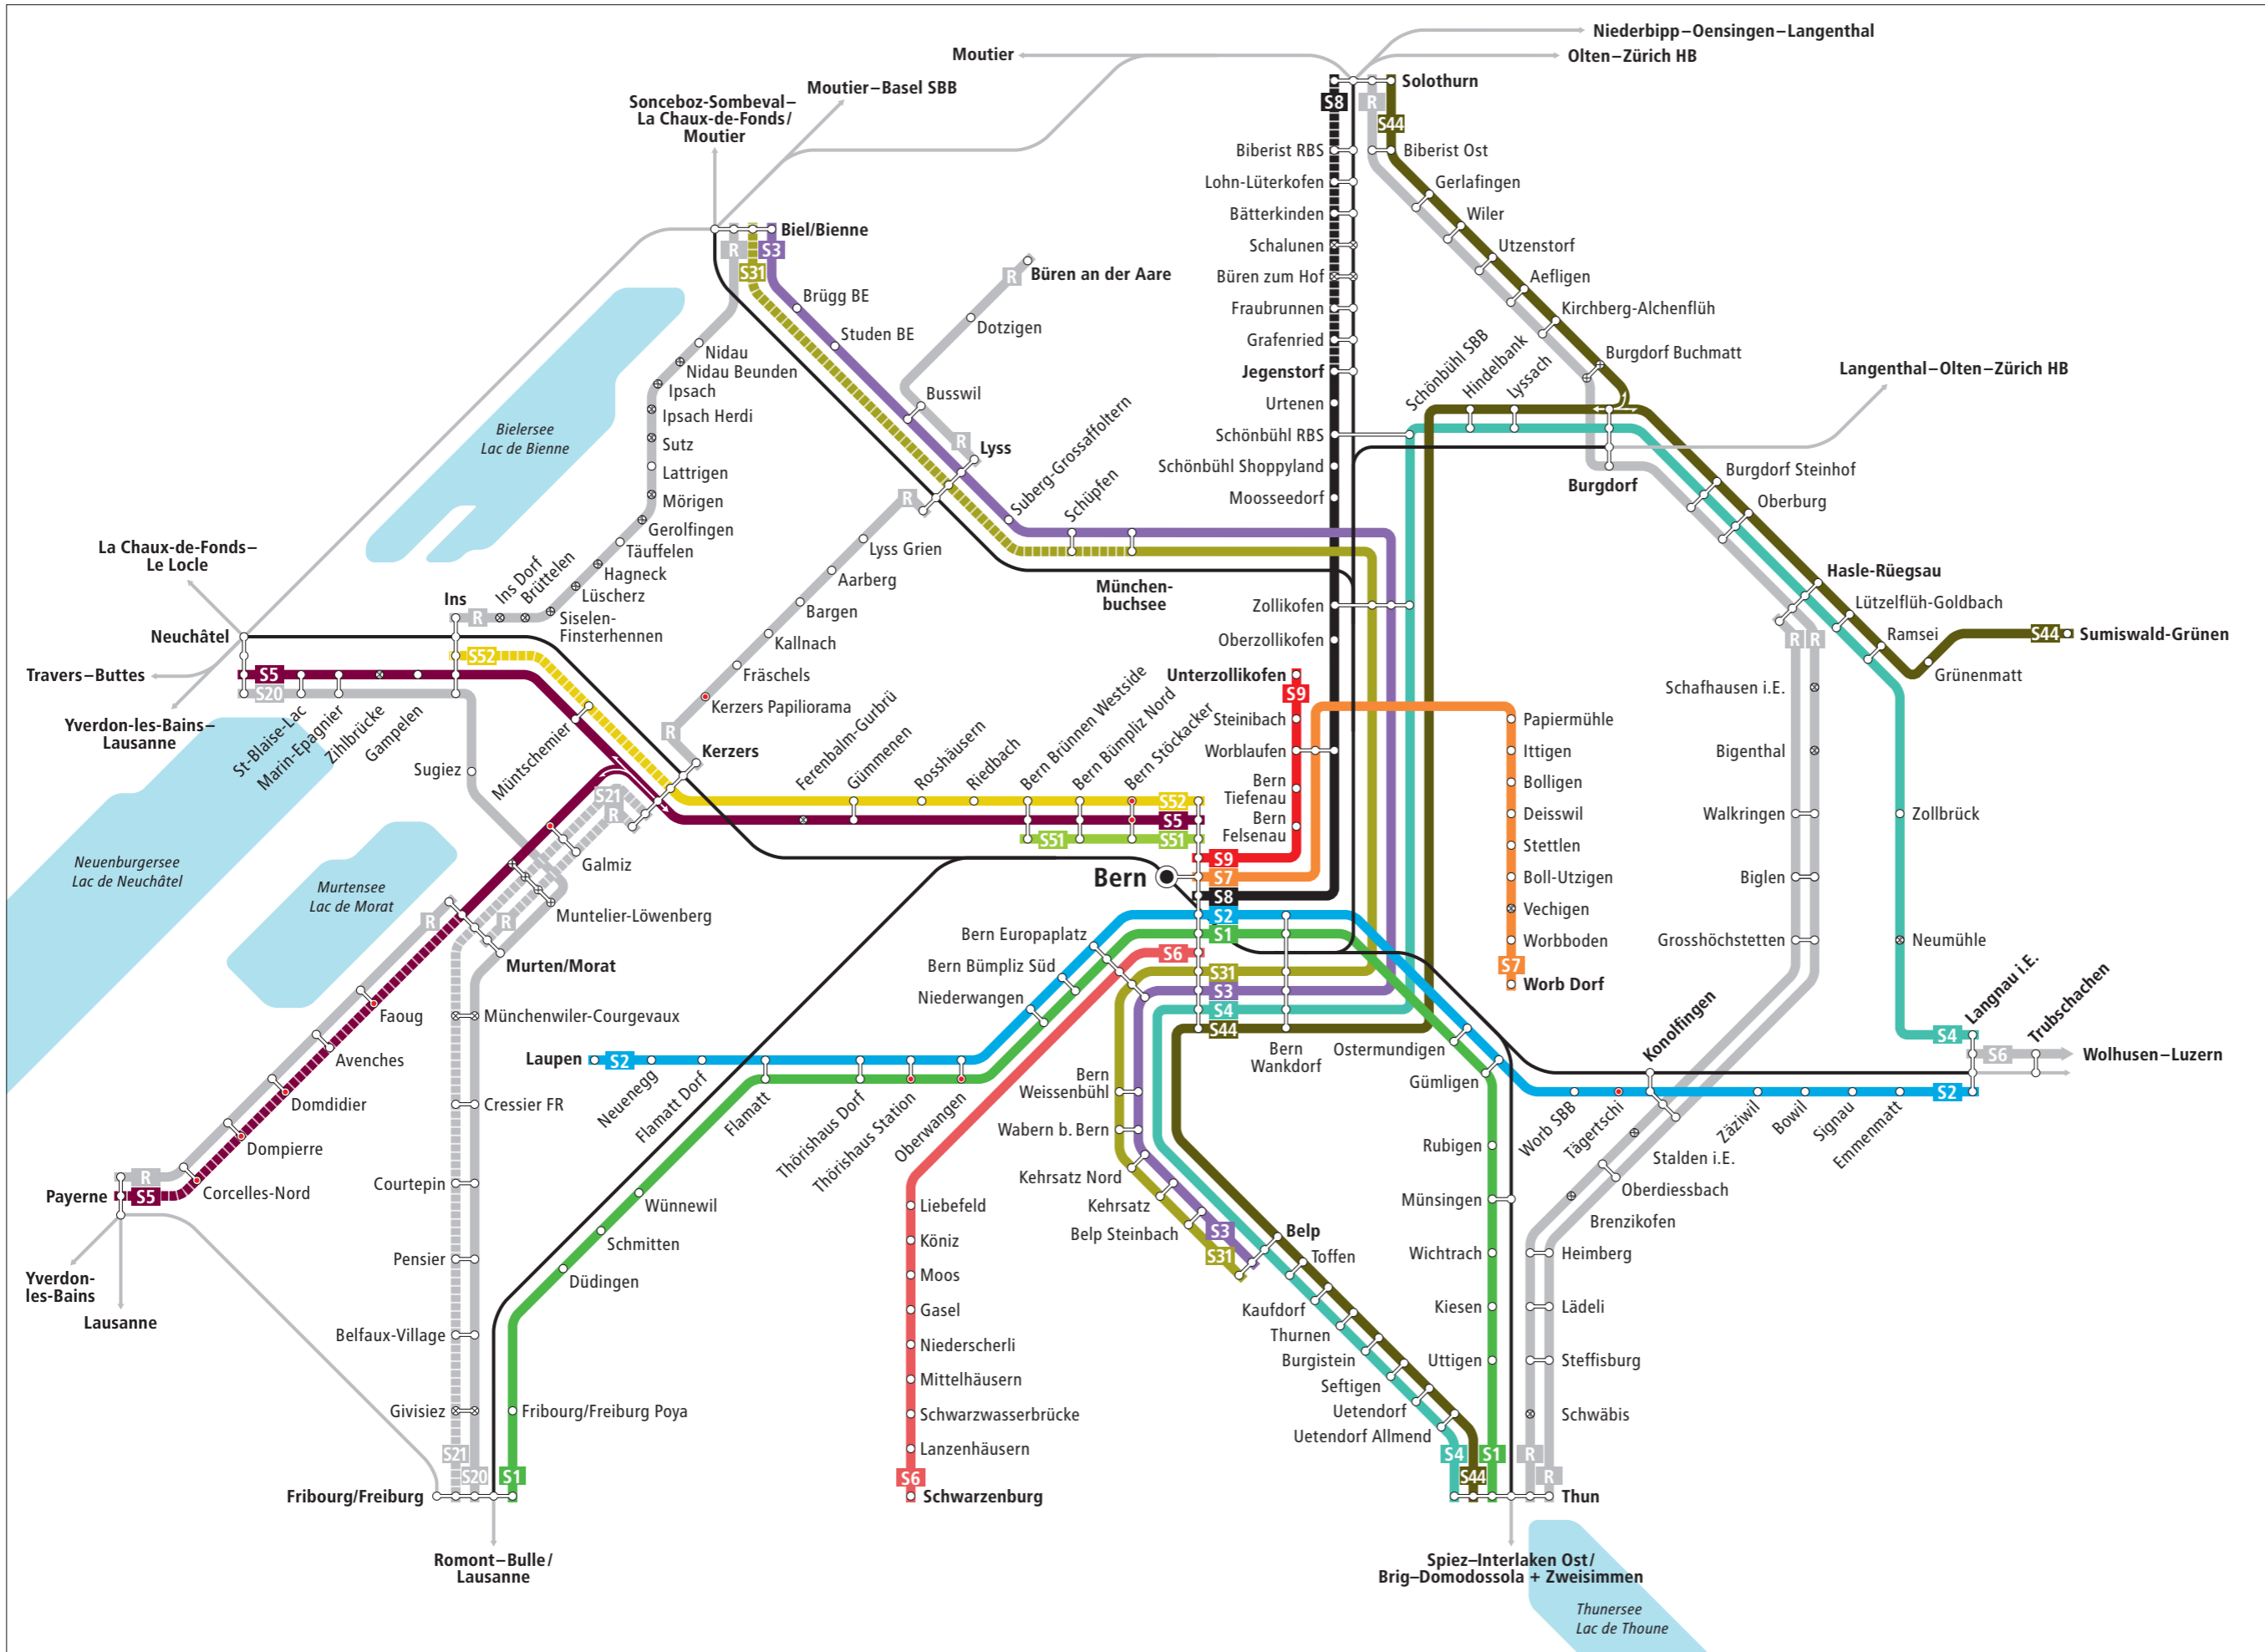 Niederbipp–Oensingen–Langenthal
Moutier
Olten–Zürich HB
Moutier–Basel SBB
Solothurn
Sonceboz-Sombeval–
La Chaux-de-Fonds/
Moutier
S8
R
S44
Biberist RBS
Biberist Ost
Lohn-Lüterkofen
Gerlafingen
Bätterkinden
Wiler
Biel/Bienne
Schalunen
Utzenstorf
R
S3
S31
Büren zum Hof
Aefligen
R
Büren an der Aare
Brügg BE
Fraubrunnen
Kirchberg-Alchenflüh
Dotzigen
Studen BE
Grafenried
Schönbühl SBB
Hindelbank
Lyssach
Burgdorf Buchmatt
Nidau
Nidau Beunden
Jegenstorf
Langenthal–Olten–Zürich HB
Ipsach
Busswil
Urtenen
Ipsach Herdi
Bielersee
Lac de Bienne
Sutz
R
Lyss
Suberg-Grossaffoltern
Schüpfen
Schönbühl RBS
Lattrigen
Schönbühl Shoppyland
Burgdorf
Burgdorf Steinhof
Mörigen
R
Moosseedorf
Oberburg
Gerolfingen
La Chaux-de-Fonds–
Le Locle
Täuffelen
Lyss Grien
Hagneck
Aarberg
Hasle-Rüegsau
Ins Dorf
Brüttelen
Lüscherz
München-
buchsee
Ins
R
Siselen-
Finsterhennen
Bargen
Zollikofen
Lützelflüh-Goldbach
Neuchâtel
Kallnach
Oberzollikofen
R
R
Ramsei
S44
Sumiswald-Grünen
S52
Travers–Buttes
S5
Fräschels
Unterzollikofen
Grünenmatt
S20
S9
Schafhausen i.E.
Kerzers Papiliorama
Yverdon-les-Bains–
Lausanne
St-Blaise-Lac
Marin-Epagnier
Zihlbrücke
Gampelen
Müntschemier
Steinibach
Papiermühle
R
Kerzers
Ferenbalm-Gurbrü
Gümmenen
Rosshäusern
Riedbach
Bern Brünnen Westside
Bern Bümpliz Nord
Bern Stöckacker
Worblaufen
Ittigen
Bigenthal
Sugiez
Bern
Tiefenau
Bolligen
S21
S52
R
S5
Bern
Felsenau
Deisswil
Walkringen
Zollbrück
S51
S51
Galmiz
Stettlen
Neuenburgersee
Lac de Neuchâtel
S9
Bern
S7
Boll-Utzigen
Biglen
Murtensee
Lac de Morat
S8
Muntelier-Löwenberg
S2
Vechigen
R
R
Bern Europaplatz
S1
Worbboden
Grosshöchstetten
Neumühle
Murten/Morat
Bern Bümpliz Süd
S6
S7
S31
Niederwangen
S3
Worb Dorf
Faoug
Münchenwiler-Courgevaux
S4
S44
Konolfingen
Langnau i.E.
Trubschachen
S4
Avenches
Laupen
S2
Bern
Wankdorf
Ostermundigen
S6
Wolhusen–Luzern
Neuenegg
Flamatt Dorf
Flamatt
Thörishaus Dorf
Thörishaus Station
Oberwangen
Bern
Weissenbühl
Gümligen
S2
Domdidier
Cressier FR
Wabern b. Bern
Worb SBB
Tägertschi
Zäziwil
Bowil
Signau
Emmenmatt
Dompierre
Rubigen
Stalden i.E.
Kehrsatz Nord
Courtepin
Oberdiessbach
Payerne
R
S5
Corcelles-Nord
Wünnewil
Liebefeld
Kehrsatz
Münsingen
Brenzikofen
Schmitten
Köniz
Belp Steinbach
S3
Belp
Pensier
S31
Toffen
Wichtrach
Heimberg
Yverdon-
les-Bains
Düdingen
Moos
Lausanne
Gasel
Kaufdorf
Kiesen
Lädeli
Belfaux-Village
Niederscherli
Thurnen
Burgistein
Uttigen
Steffisburg
Mittelhäusern
Seftigen
Givisiez
Fribourg/Freiburg Poya
Schwarzwasserbrücke
Uetendorf
Schwäbis
Lanzenhäusern
Uetendorf Allmend
S21
S4
S1
R
S20
S1
S6
S44
R
Fribourg/Freiburg
Schwarzenburg
Thun
Romont–Bulle/
Lausanne
Spiez–Interlaken Ost/
Brig–Domodossola + Zweisimmen
Thunersee
Lac de Thoune